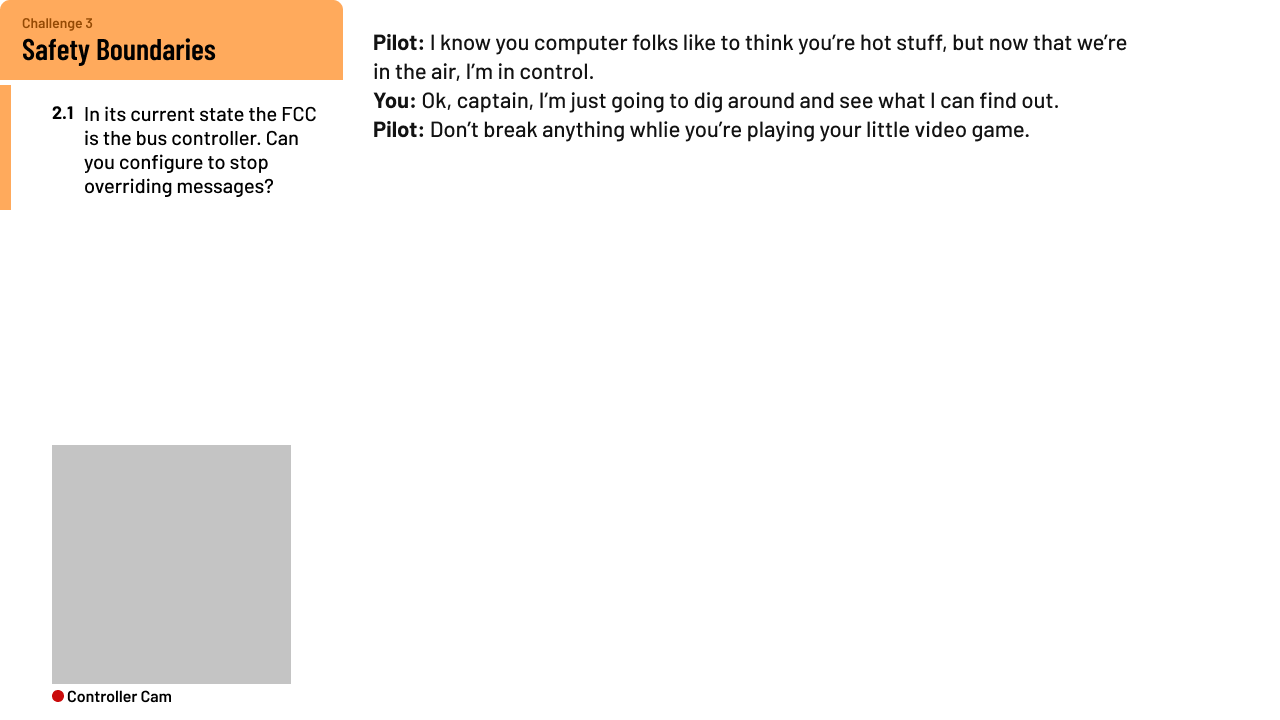 Challenge 3
Safety Boundaries
2.1 In its current state the FCC
is the bus controller. Can
you configure to stop
overriding messages?
Pilot: I know you computer folks like to think you’re hot stuff, but now that we’re
in the air, I’m in control.
You: Ok, captain, I’m just going to dig around and see what I can find out.
Pilot: Don’t break anything whlie you’re playing your little video game.
Controller Cam